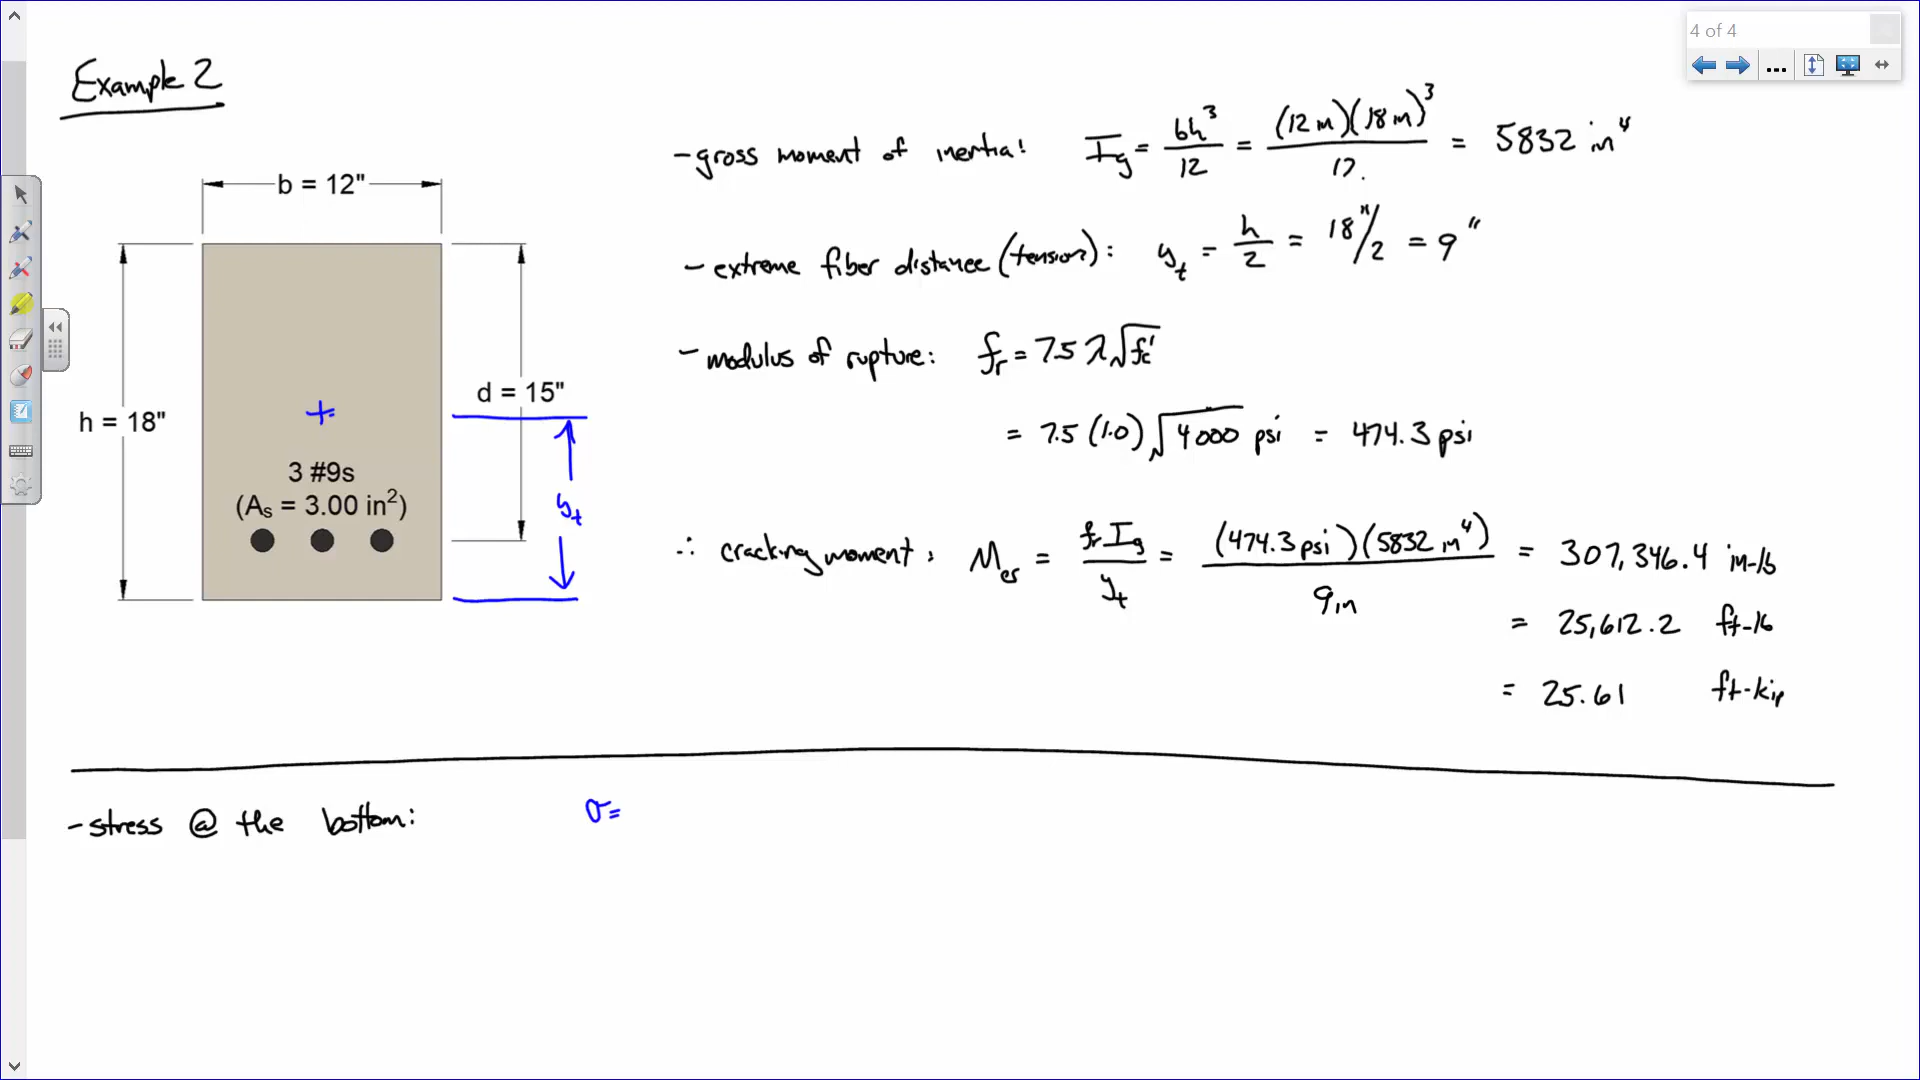 4 of 4
Example 2
b = 12"
h = 18"
d = 15"
3 #9s
(As = 3.00 in²)
yt
- gross moment of inertia: Ig = bh³/12 = (12 in)(18 in)³/12. = 5832 in⁴
- extreme fiber distance (tension): yt = h/2 = 18"/2 = 9"
- modulus of rupture: fr = 7.5 λ √fc'
= 7.5 (1.0) √4000 psi = 474.3 psi
∴ cracking moment: Mcr = fr Ig/yt = (474.3 psi)(5832 in⁴)/9 in = 307,346.4 in-lb
= 25,612.2 ft-lb
= 25.61 ft-kip
- stress @ the bottom: σ=